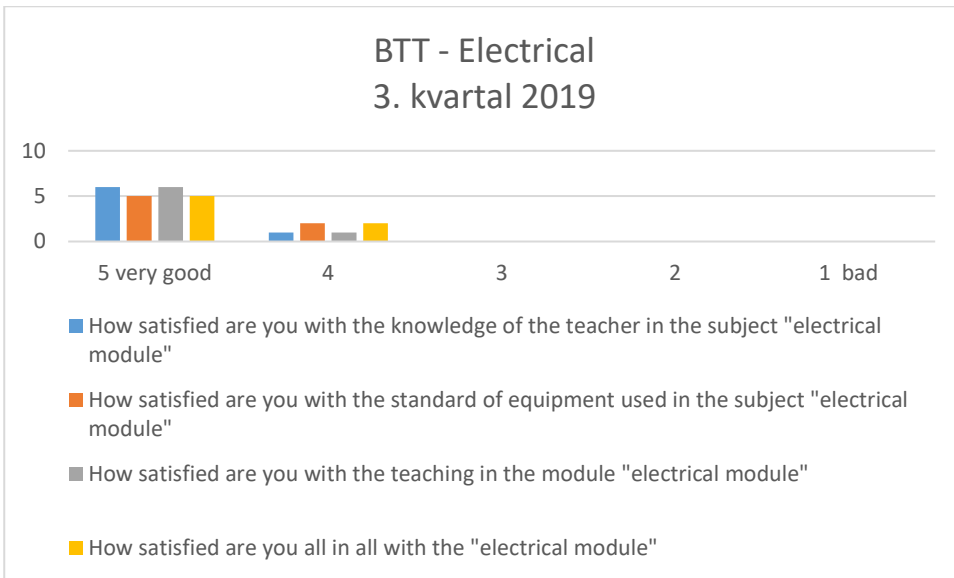 BTT - Electrical
3. kvartal 2019
10
5
0
5 very good
4
3
2
1 bad
How satisfied are you with the knowledge of the teacher in the subject "electrical
module"
How satisfied are you with the standard of equipment used in the subject "electrical
module"
How satisfied are you with the teaching in the module "electrical module"
How satisfied are you all in all with the "electrical module"